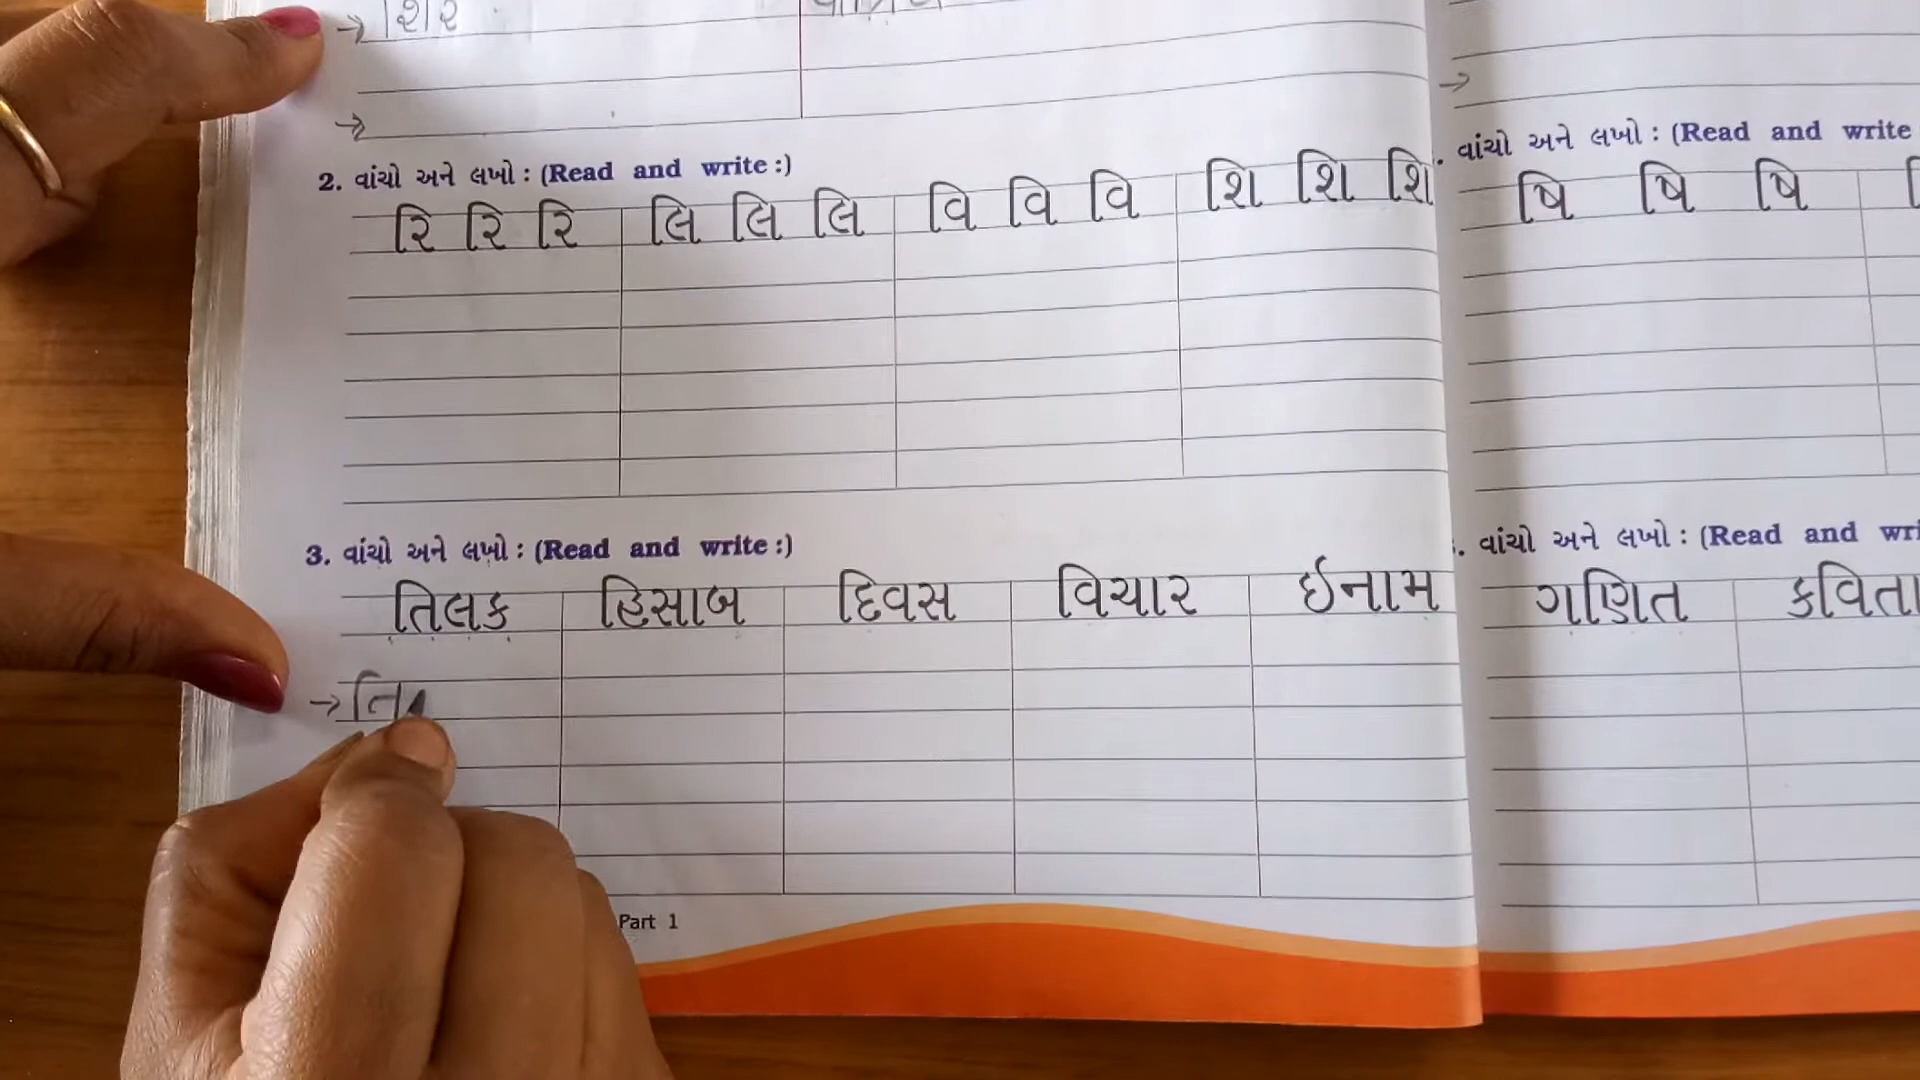 → શિર
→
2. વાંચો અને લખો : (Read and write :)
રિ રિ રિ લિ લિ લિ વિ વિ વિ શિ શિ શિ
3. વાંચો અને લખો : (Read and write :)
તિલક હિસાબ દિવસ વિચાર ઈનામ
→ તિ
Part 1
→
. વાંચો અને લખો : (Read and write
ષિ ષિ ષિ
. વાંચો અને લખો : (Read and wri
ગણિત કવિતા